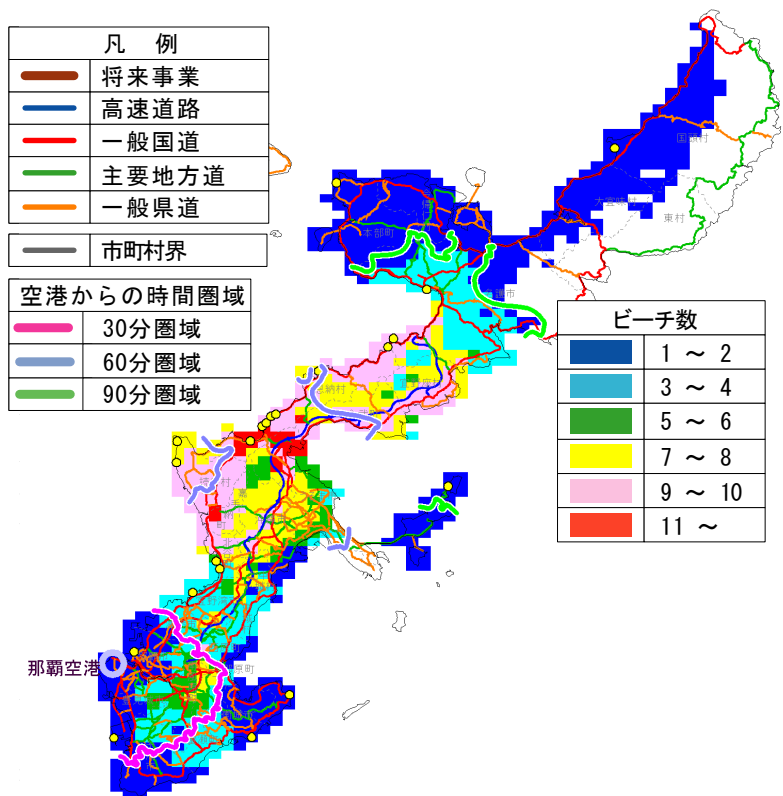 凡 例
将来事業
高速道路
一般国道
主要地方道
一般県道
市町村界
空港からの時間圏域
30分圏域
60分圏域
90分圏域
国頭村
大宜味村
東村
本部町
ビーチ数
1 ～ 2
3 ～ 4
5 ～ 6
7 ～ 8
9 ～ 10
11 ～
恩納村
宜野座村
那覇空港